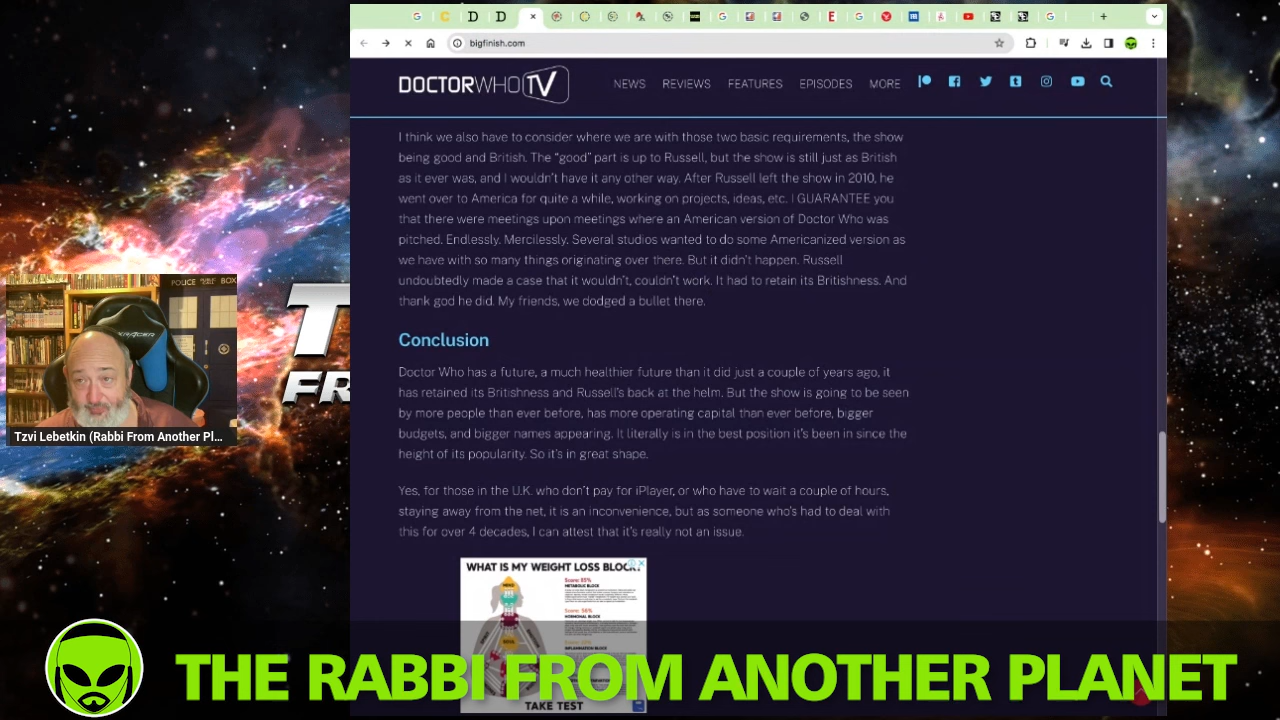 bigfinish.com
DOCTORWHO TV
NEWS REVIEWS FEATURES EPISODES MORE
I think we also have to consider where we are with those two basic requirements, the show
being good and British. The “good” part is up to Russell, but the show is still just as British
as it ever was, and I wouldn’t have it any other way. After Russell left the show in 2010, he
went over to America for quite a while, working on projects, ideas, etc. I GUARANTEE you
that there were meetings upon meetings where an American version of Doctor Who was
pitched. Endlessly. Mercilessly. Several studios wanted to do some Americanized version as
we have with so many things originating over there. But it didn’t happen. Russell
undoubtedly made a case that it wouldn’t, couldn’t work. It had to retain its Britishness. And
thank god he did. My friends, we dodged a bullet there.
Conclusion
Doctor Who has a future, a much healthier future than it did just a couple of years ago, it
has retained its Britishness and Russell’s back at the helm. But the show is going to be seen
by more people than ever before, has more operating capital than ever before, bigger
budgets, and bigger names appearing. It literally is in the best position it’s been in since the
height of its popularity. So it’s in great shape.
Yes, for those in the U.K. who don’t pay for iPlayer, or who have to wait a couple of hours,
staying away from the net, it is an inconvenience, but as someone who’s had to deal with
this for over 4 decades, I can attest that it’s really not an issue.
WHAT IS MY WEIGHT LOSS BLOCK?
Score: 85%
METABOLIC BLOCK
Score: 56%
HORMONAL BLOCK
INFLAMMATION BLOCK
TAKE TEST
POLICE BOX
T
FR
Tzvi Lebetkin (Rabbi From Another Pl...
THE RABBI FROM ANOTHER PLANET